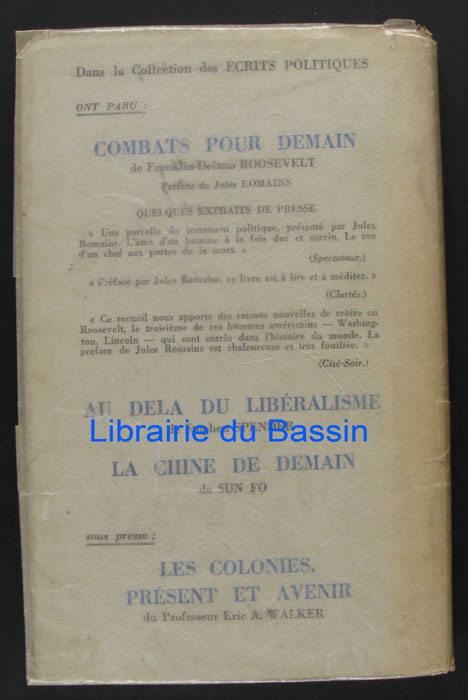 Dans la Collection des ÉCRITS POLITIQUES
ONT PARU :
COMBATS POUR DEMAIN
de Franklin-Delano ROOSEVELT
Préface de Jules ROMAINS
QUELQUES EXTRAITS DE PRESSE
« Une parcelle du testament politique, présenté par Jules
Romains. L'âme d'un homme à la fois dur et serein. Le ton
d'un chef aux portes de la mort. »
(Spectateur.)
« Préfacé par Jules Romains, ce livre est à lire et à méditer. »
(Clartés.)
« Ce recueil nous apporte des raisons nouvelles de croire en
Roosevelt, le troisième de ces hommes américains — Washing-
ton, Lincoln — qui sont entrés dans l'histoire du monde. La
préface de Jules Romains est chaleureuse et très fouillée. »
(Cité-Soir.)
AU DELA DU LIBÉRALISME
de Stephen SPENDER
Librairie du Bassin
LA CHINE DE DEMAIN
de SUN FO
sous presse :
LES COLONIES,
PRÉSENT ET AVENIR
du Professeur Eric A. WALKER